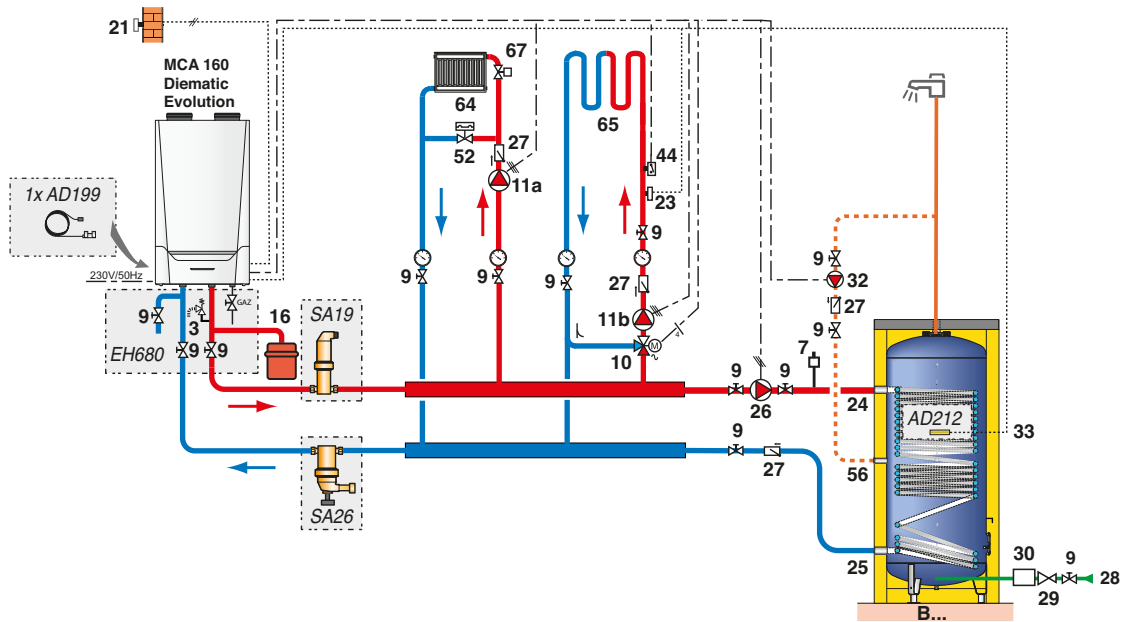 21
MCA 160
Diematic
Evolution
1x AD199
230V/50Hz
9
3
GAZ
9
9
EH680
16
SA19
SA26
64
67
52
27
11a
9
9
65
44
23
9
9
27
11b
M
10
9
26
9
7
9
27
9
32
27
9
24
AD212
33
56
25
30
29
9
28
B...